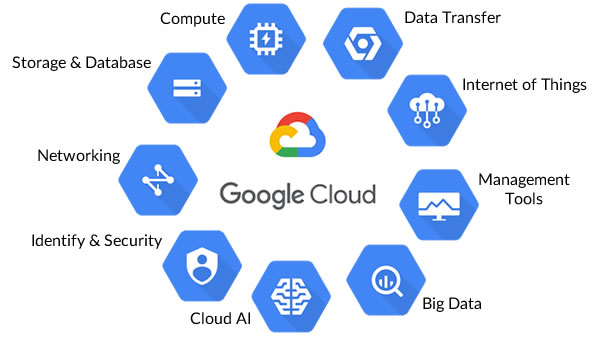 Compute
Data Transfer
Storage & Database
Internet of Things
Networking
Google Cloud
Management
Tools
Identify & Security
Cloud AI
Big Data